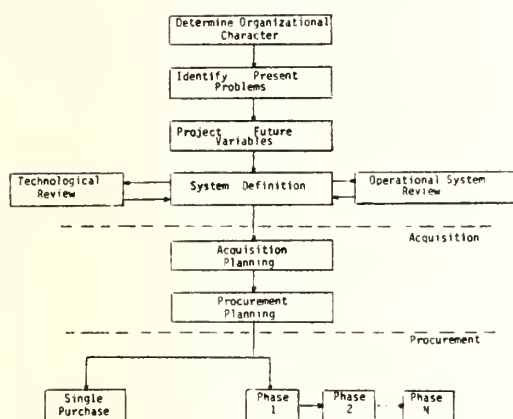 Determine Organizational
Character
Identify Present
Problems
Project Future
Variables
Technological
Review
System Definition
Operational System
Review
Acquisition
Acquisition
Planning
Procurement
Planning
Procurement
Single
Purchase
Phase
1
Phase
2
Phase
N